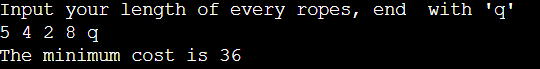 Input your length of every ropes, end  with 'q'
5 4 2 8 q
The minimum cost is 36